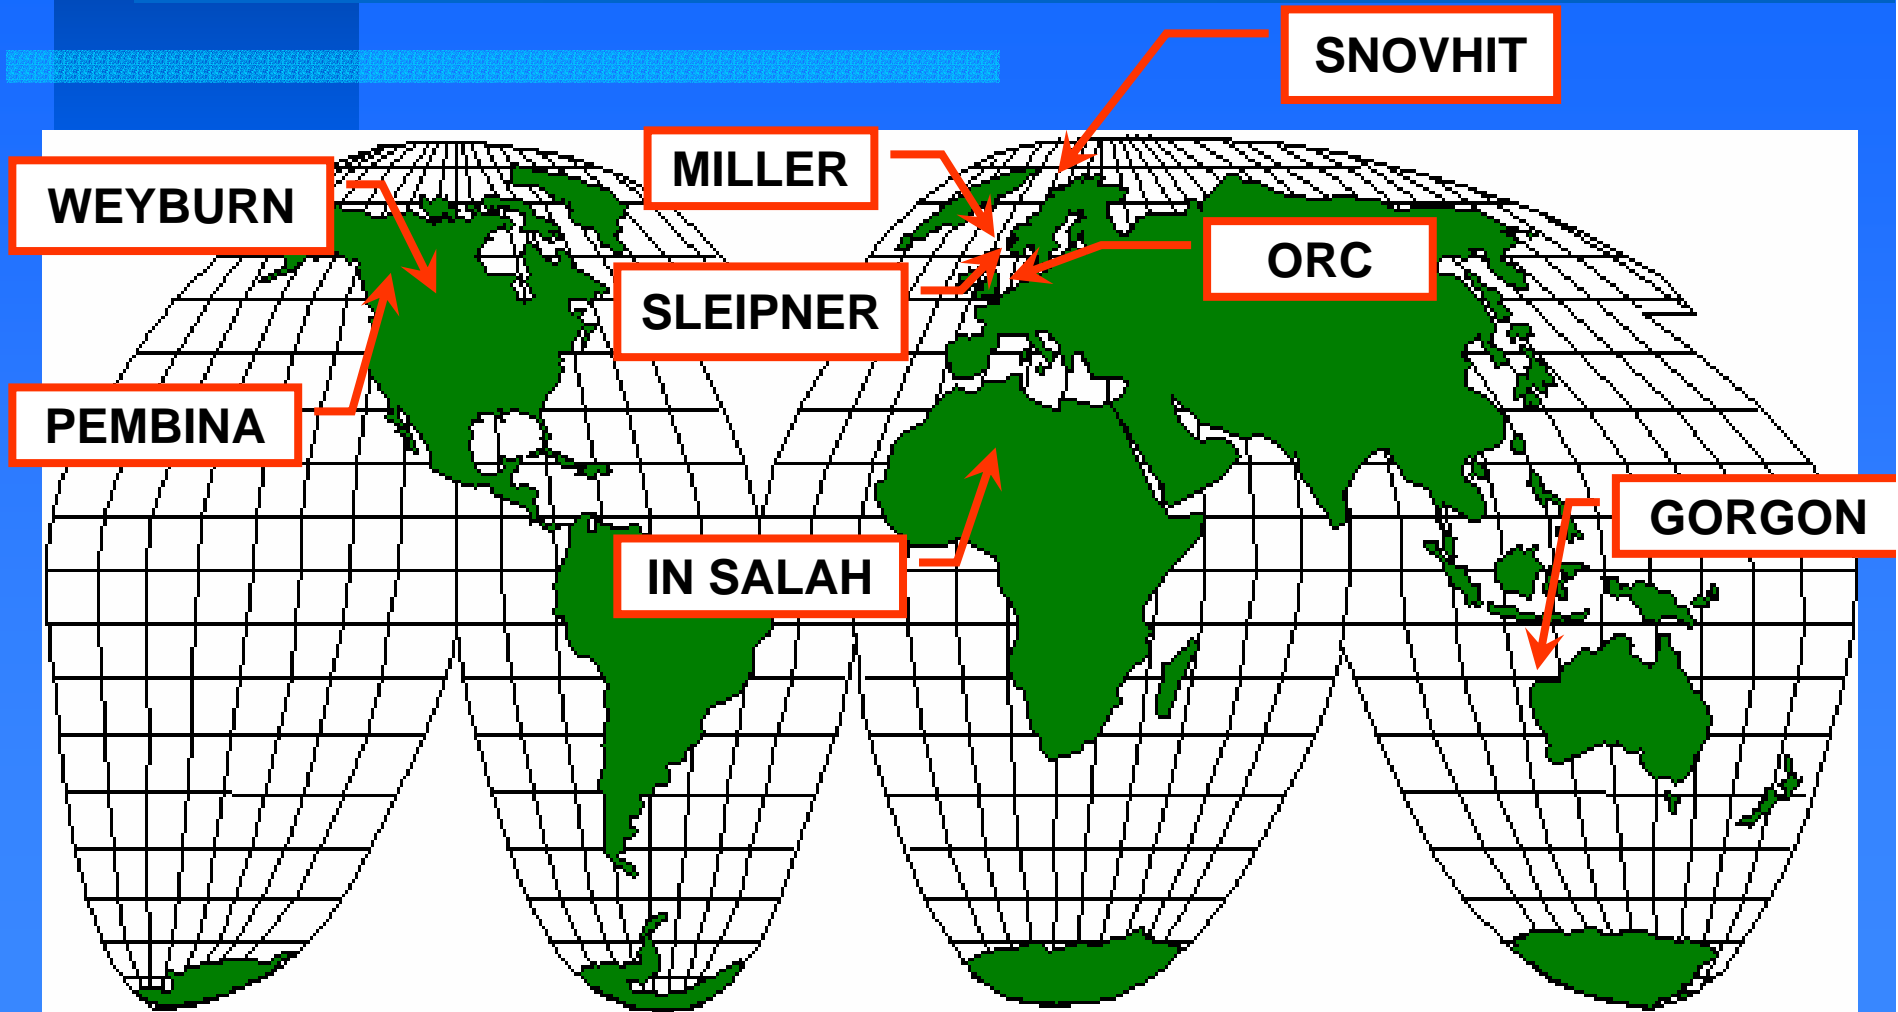 SNOVHIT
MILLER
WEYBURN
ORC
SLEIPNER
PEMBINA
GORGON
IN SALAH